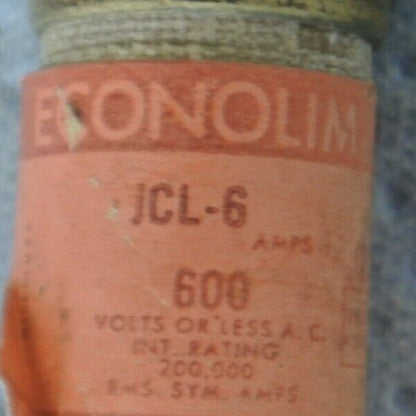 ECONOLIM
JCL-6
AMPS
600
VOLTS OR LESS A.C.
INT. RATING
200,000
RMS. SYM. AMPS